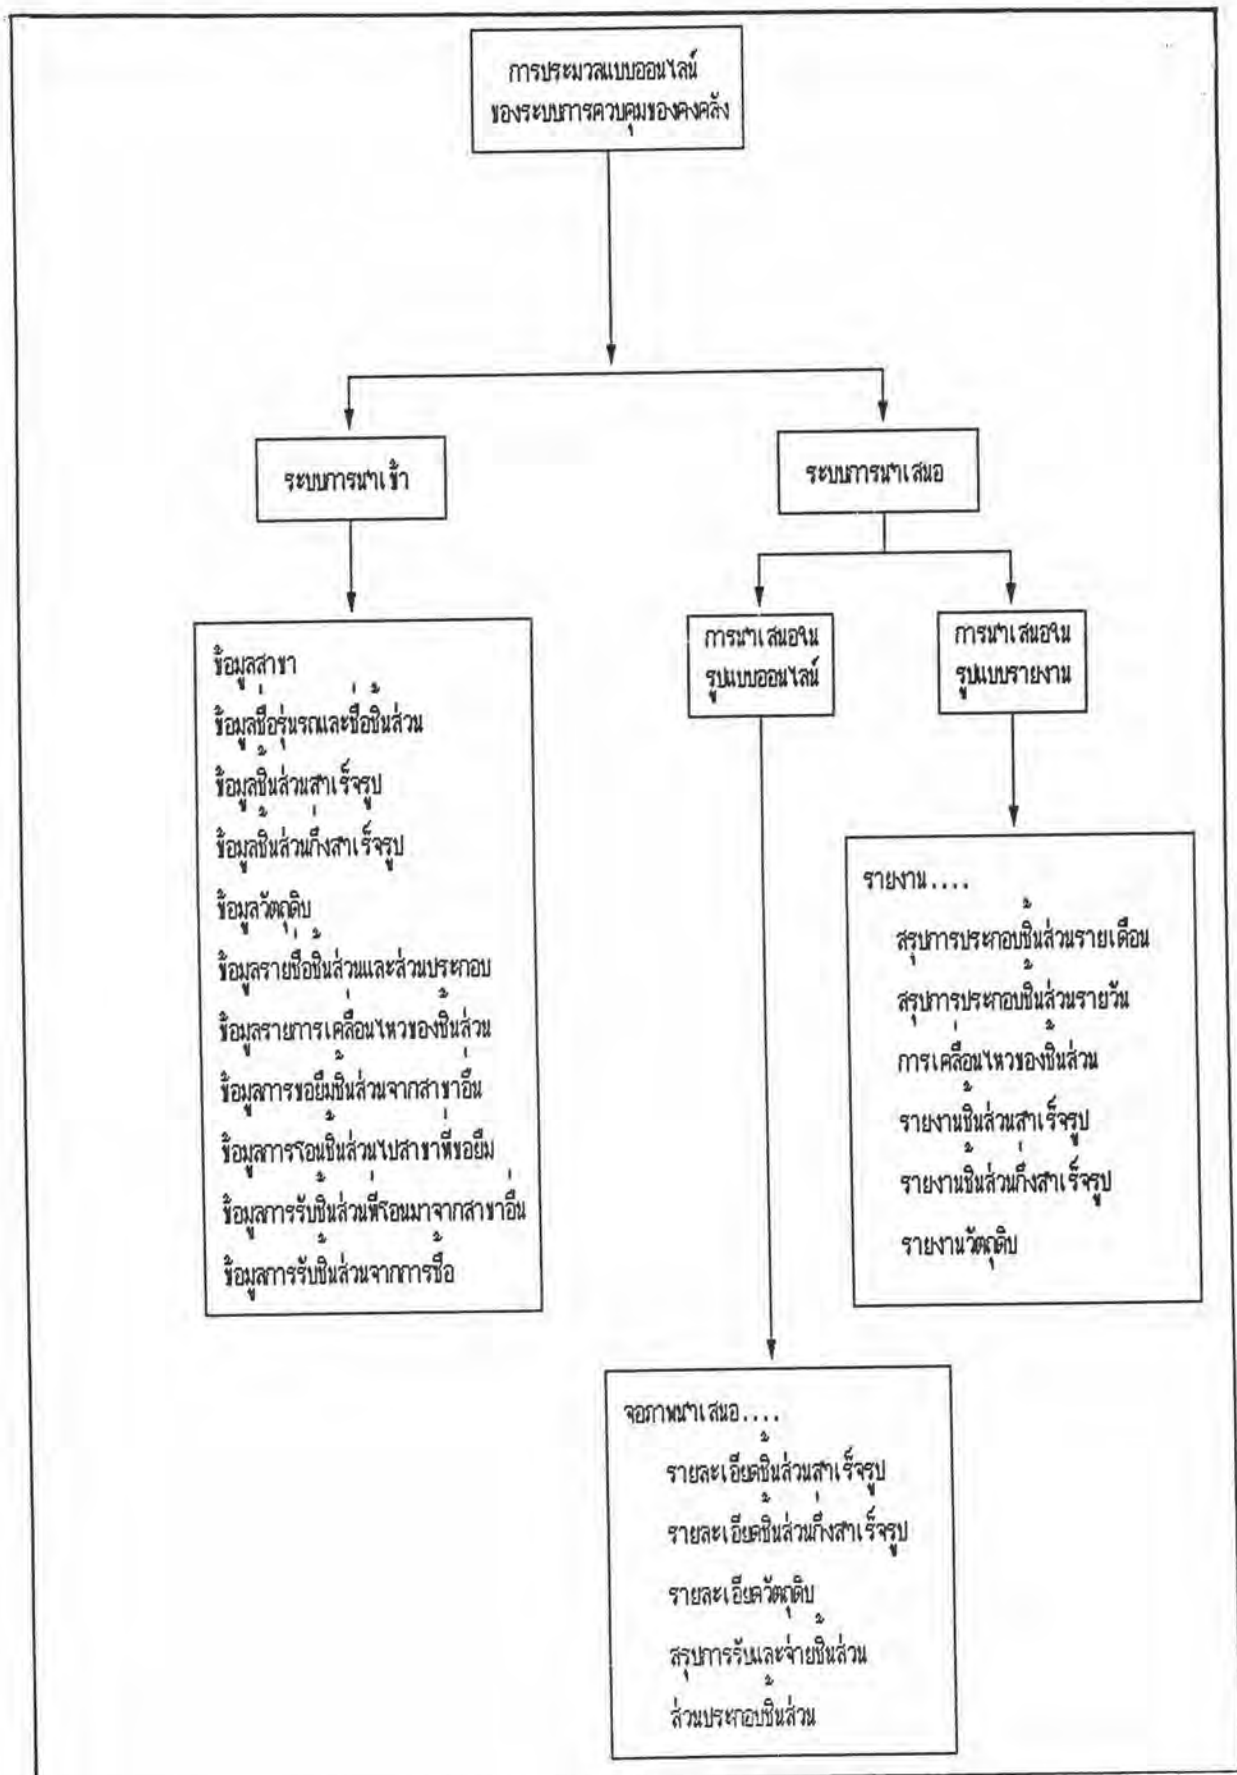 การประมวลแบบออนไลน์
ของระบบการควบคุมของคงคลัง
ระบบการนำเข้า
ระบบการนำเสนอ
ข้อมูลสาขา
ข้อมูลชื่อรุ่นรถและชื่อชิ้นส่วน
ข้อมูลชิ้นส่วนสำเร็จรูป
ข้อมูลชิ้นส่วนกึ่งสำเร็จรูป
ข้อมูลวัตถุดิบ
ข้อมูลรายชื่อชิ้นส่วนและส่วนประกอบ
ข้อมูลรายการเคลื่อนไหวของชิ้นส่วน
ข้อมูลการขอยืมชิ้นส่วนจากสาขาอื่น
ข้อมูลการโอนชิ้นส่วนไปสาขาที่ขอยืม
ข้อมูลการรับชิ้นส่วนที่โอนมาจากสาขาอื่น
ข้อมูลการรับชิ้นส่วนจากการซื้อ
การนำเสนอใน
รูปแบบออนไลน์
การนำเสนอใน
รูปแบบรายงาน
รายงาน....
สรุปการประกอบชิ้นส่วนรายเดือน
สรุปการประกอบชิ้นส่วนรายวัน
การเคลื่อนไหวของชิ้นส่วน
รายงานชิ้นส่วนสำเร็จรูป
รายงานชิ้นส่วนกึ่งสำเร็จรูป
รายงานวัตถุดิบ
จอภาพนำเสนอ....
รายละเอียดชิ้นส่วนสำเร็จรูป
รายละเอียดชิ้นส่วนกึ่งสำเร็จรูป
รายละเอียดวัตถุดิบ
สรุปการรับและจ่ายชิ้นส่วน
ส่วนประกอบชิ้นส่วน